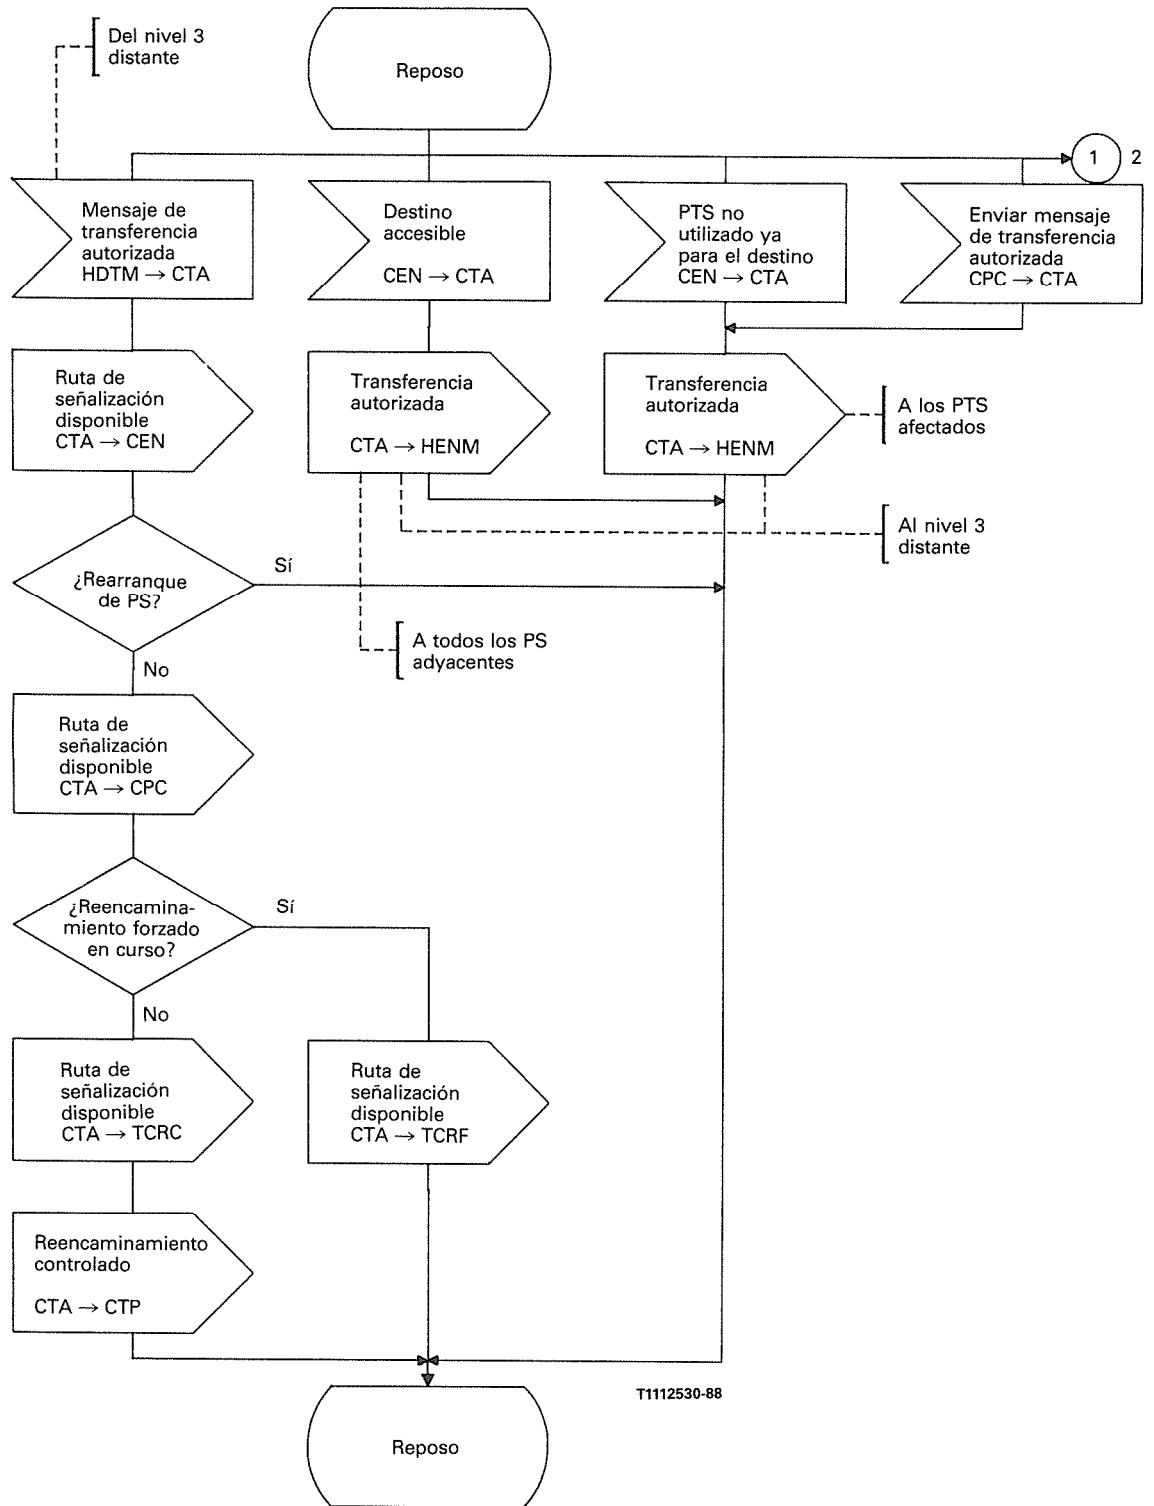 Del nivel 3
distante
Reposo
1
2
Mensaje de
transferencia
autorizada
HDTM → CTA
Destino
accesible
CEN → CTA
PTS no
utilizado ya
para el destino
CEN → CTA
Enviar mensaje
de transferencia
autorizada
CPC → CTA
Ruta de
señalización
disponible
CTA → CEN
Transferencia
autorizada
CTA → HENM
Transferencia
autorizada
CTA → HENM
A los PTS
afectados
Al nivel 3
distante
¿Rearranque
de PS?
Sí
No
A todos los PS
adyacentes
Ruta de
señalización
disponible
CTA → CPC
¿Reencamina-
miento forzado
en curso?
Sí
No
Ruta de
señalización
disponible
CTA → TCRC
Ruta de
señalización
disponible
CTA → TCRF
Reencaminamiento
controlado
CTA → CTP
T1112530-88
Reposo